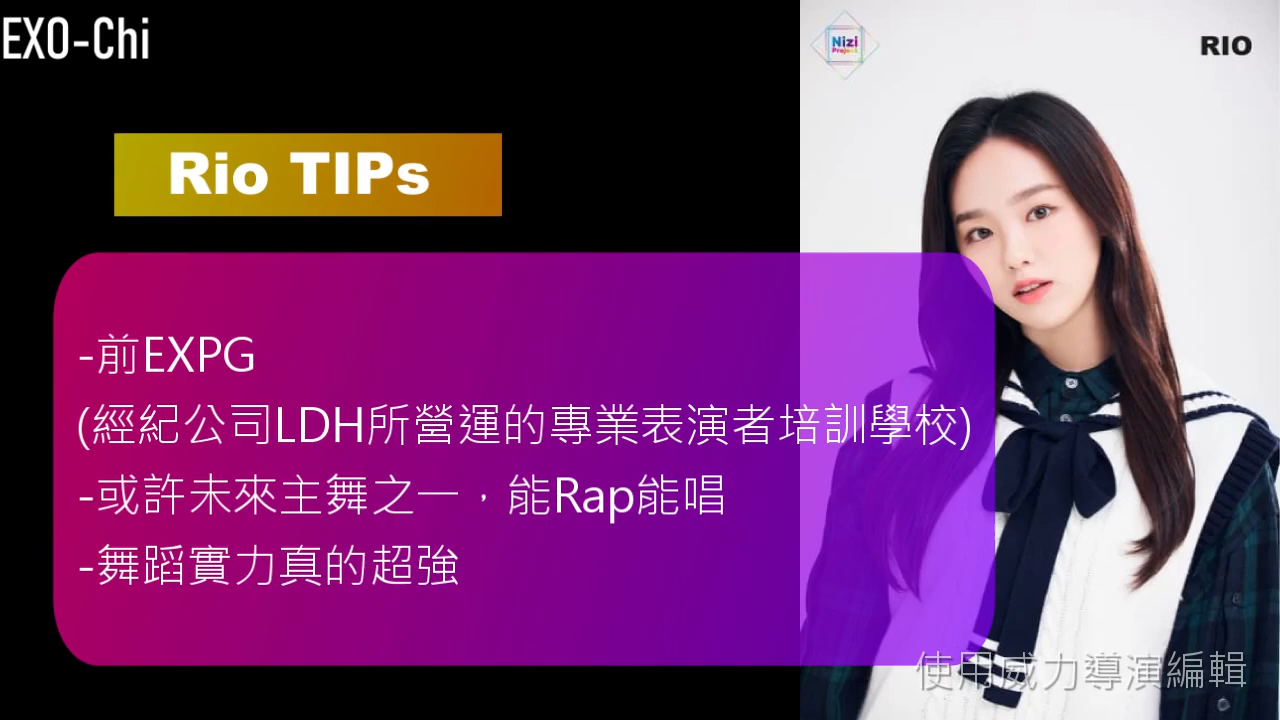 EXO-Chi
Nizi
Project
RIO
Rio TIPs
-前EXPG
(經紀公司LDH所營運的專業表演者培訓學校)
-或許未來主舞之一，能Rap能唱
-舞蹈實力真的超強
使用威力導演編輯